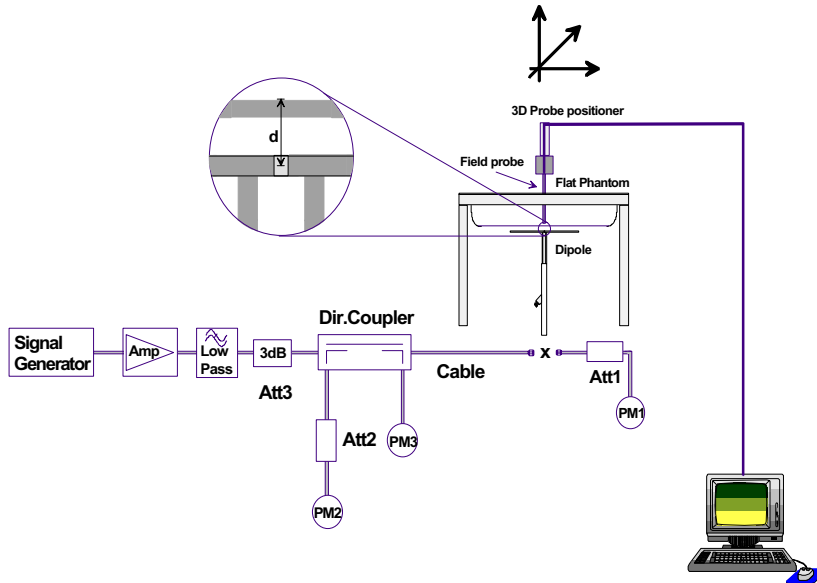 3D Probe positioner
d
Field probe
Flat Phantom
Dipole
Dir.Coupler
Signal
Generator
Amp
Low
Pass
3dB
Att3
Cable
x
Att1
PM1
Att2
PM3
PM2